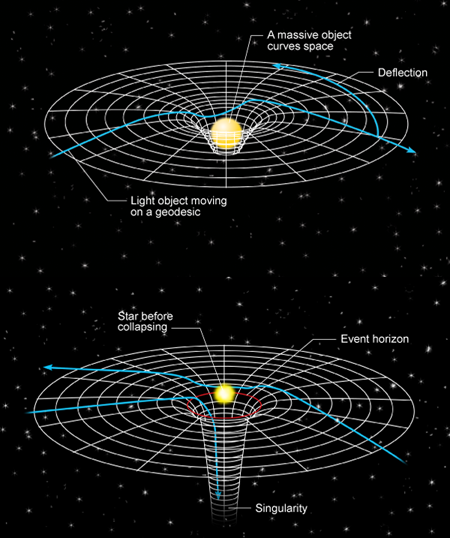 A massive object
curves space
Deflection
Light object moving
on a geodesic
Star before
collapsing
Event horizon
Singularity